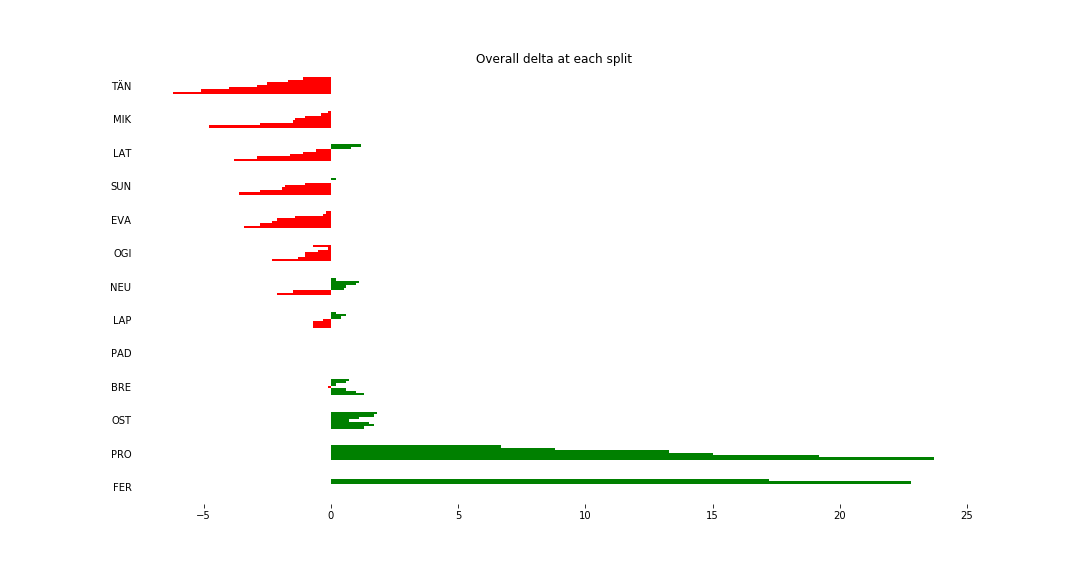 Overall delta at each split
TÄN
MIK
LAT
SUN
EVA
OGI
NEU
LAP
PAD
BRE
OST
PRO
FER
−5 0 5 10 15 20 25